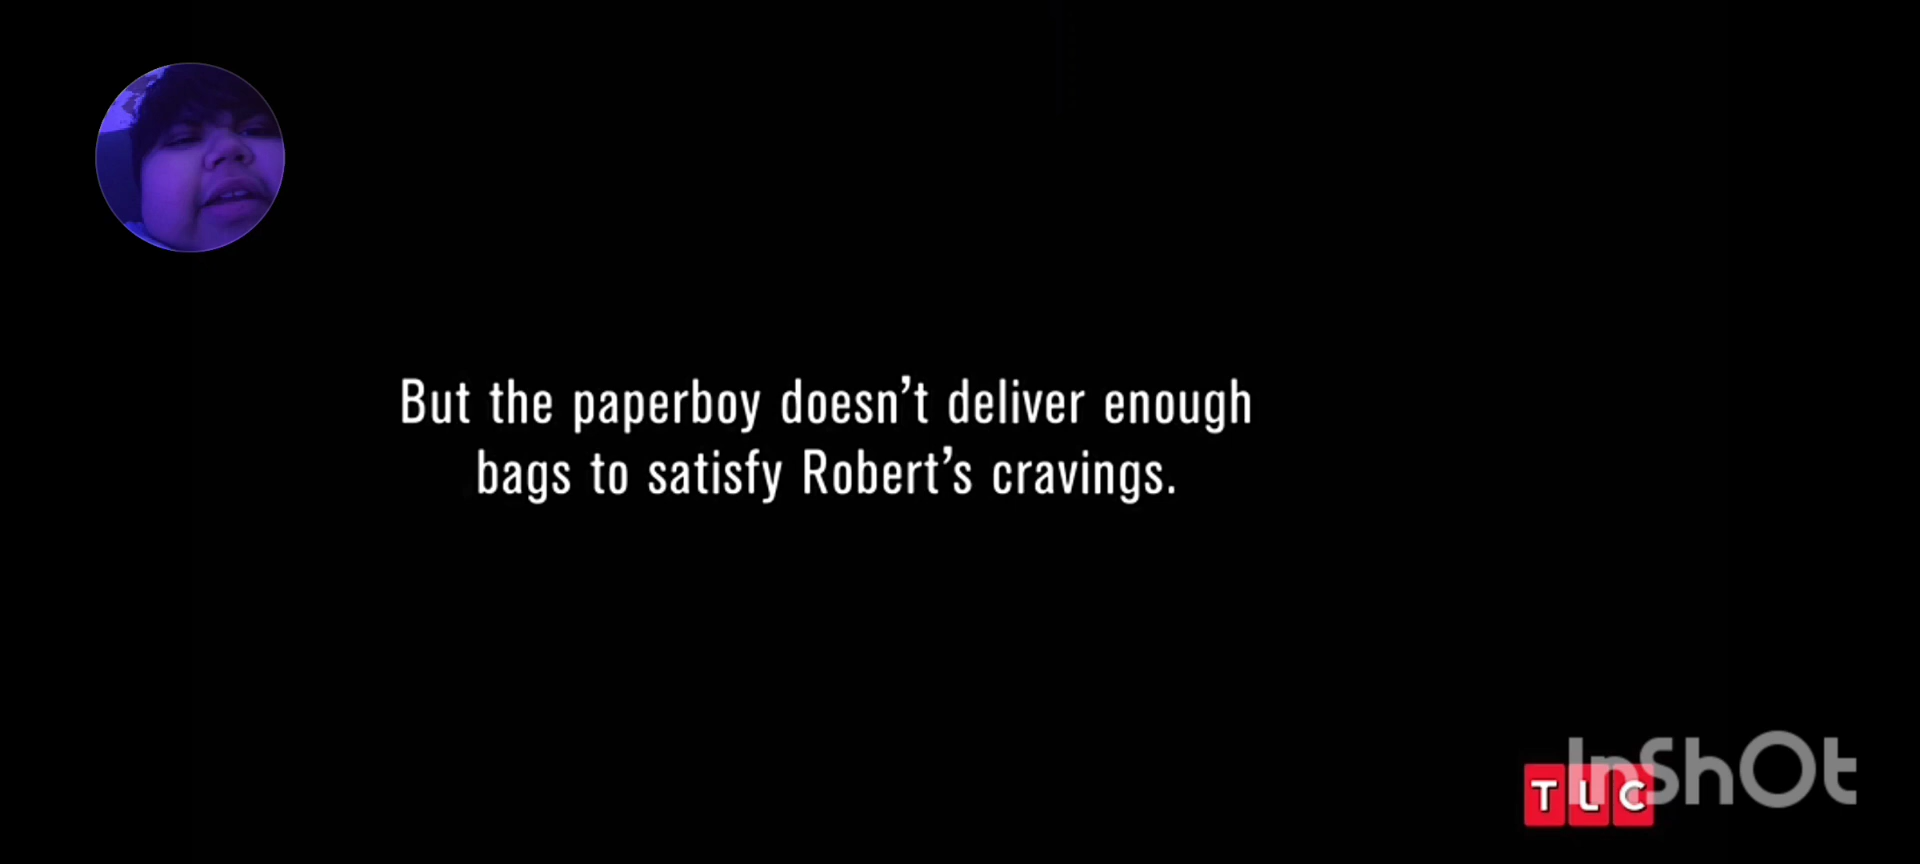 But the paperboy doesn't deliver enough
bags to satisfy Robert's cravings.
InShOt
TLC